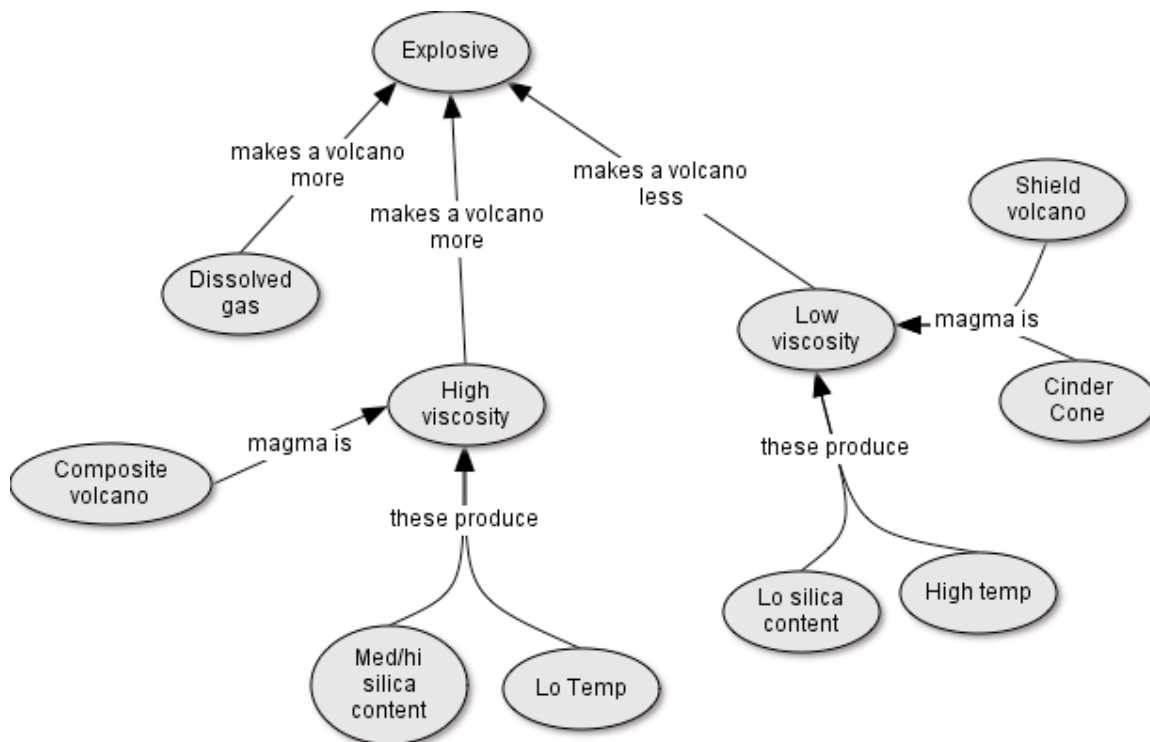 Explosive
makes a volcano
more
makes a volcano
more
makes a volcano
less
Shield
volcano
Dissolved
gas
Low
viscosity
magma is
Cinder
Cone
High
viscosity
magma is
Composite
volcano
these produce
these produce
Lo silica
content
High temp
Med/hi
silica
content
Lo Temp